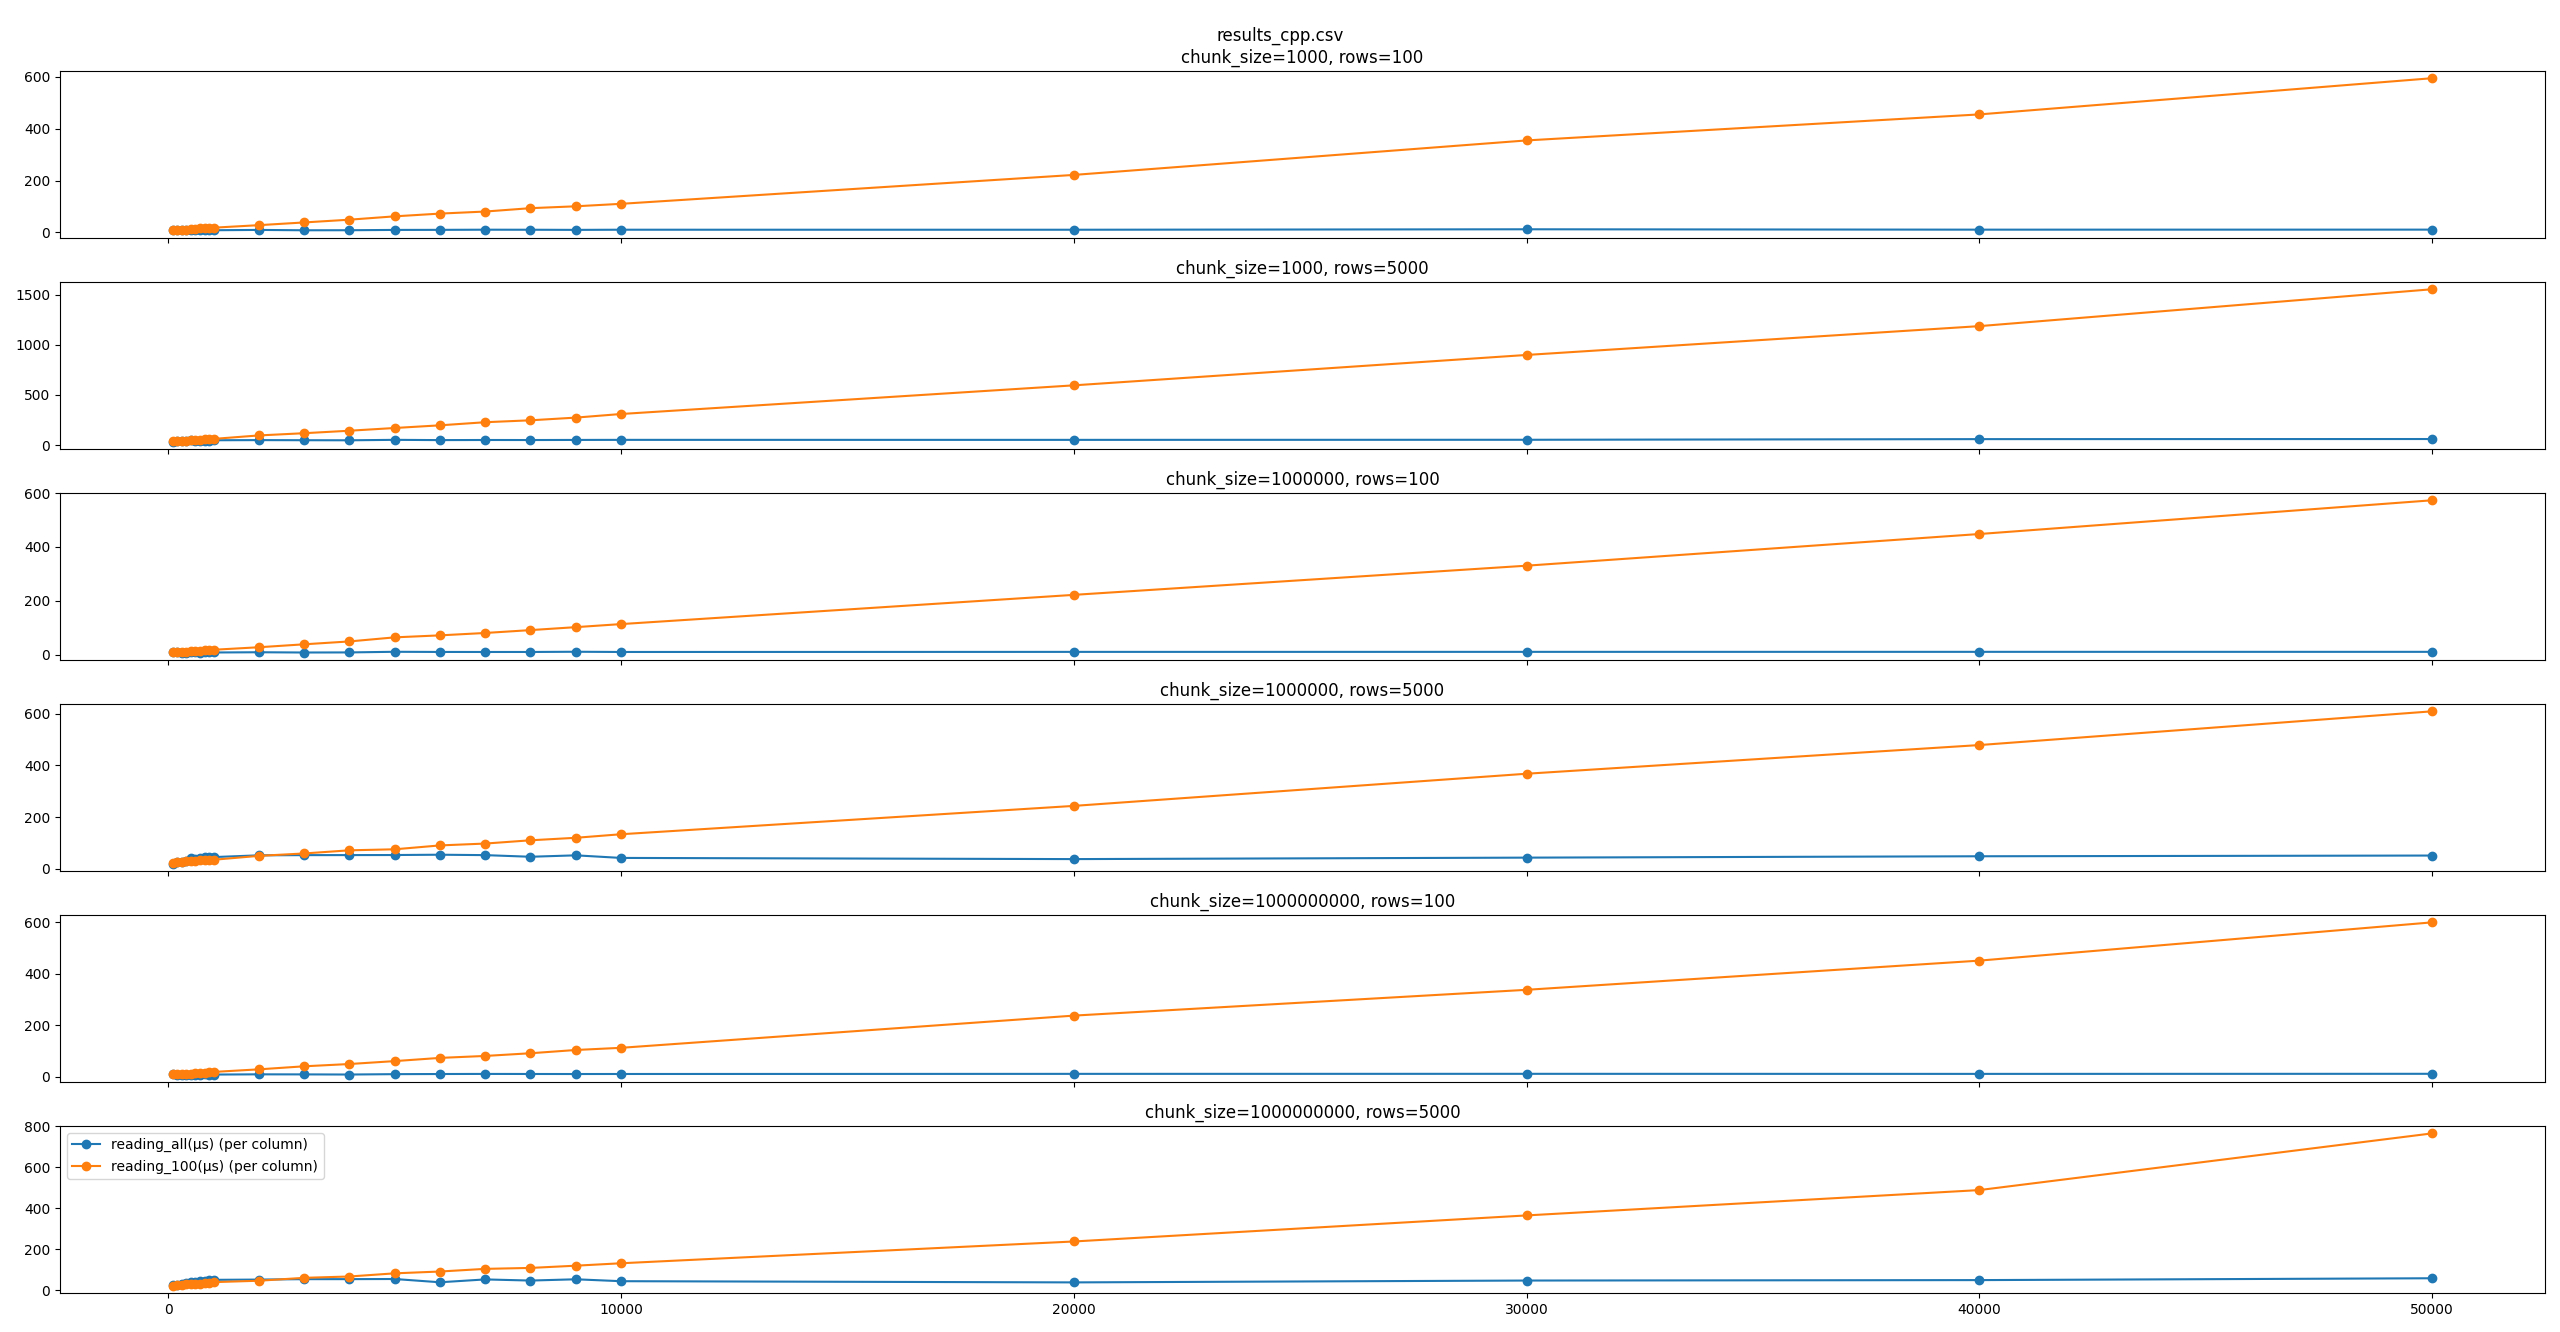 results_cpp.csv
chunk_size=1000, rows=100
600
400
200
0
chunk_size=1000, rows=5000
1500
1000
500
0
chunk_size=1000000, rows=100
600
400
200
0
chunk_size=1000000, rows=5000
600
400
200
0
chunk_size=1000000000, rows=100
600
400
200
0
chunk_size=1000000000, rows=5000
800
600
400
200
0
reading_all(μs) (per column)
reading_100(μs) (per column)
0 10000 20000 30000 40000 50000